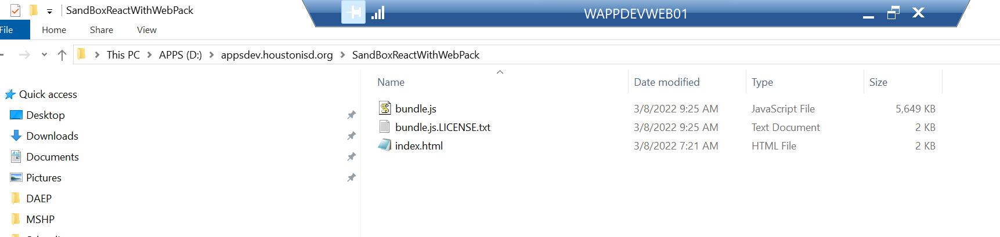 SandBoxReactWithWebPack
WAPPDEVWEB01
File Home Share View
This PC > APPS (D:) > appsdev.houstonisd.org > SandBoxReactWithWebPack
Name Date modified Type Size
Quick access
bundle.js 3/8/2022 9:25 AM JavaScript File 5,649 KB
Desktop
bundle.js.LICENSE.txt 3/8/2022 9:25 AM Text Document 2 KB
Downloads
index.html 3/8/2022 7:21 AM HTML File 2 KB
Documents
Pictures
DAEP
MSHP